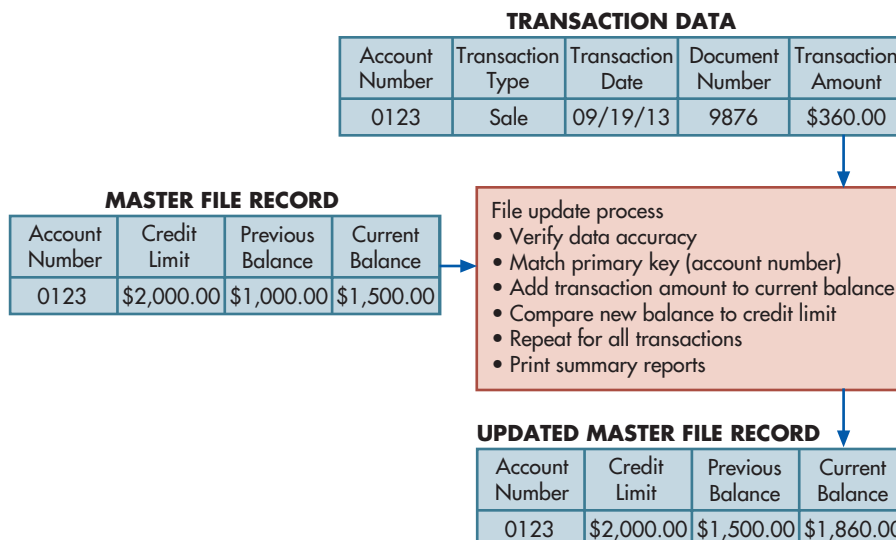 TRANSACTION DATA
Account Number Transaction Type Transaction Date Document Number Transaction Amount
0123 Sale 09/19/13 9876 $360.00
MASTER FILE RECORD
Account Number Credit Limit Previous Balance Current Balance
0123 $2,000.00 $1,000.00 $1,500.00
File update process
• Verify data accuracy
• Match primary key (account number)
• Add transaction amount to current balance
• Compare new balance to credit limit
• Repeat for all transactions
• Print summary reports
UPDATED MASTER FILE RECORD
Account Number Credit Limit Previous Balance Current Balance
0123 $2,000.00 $1,500.00 $1,860.00